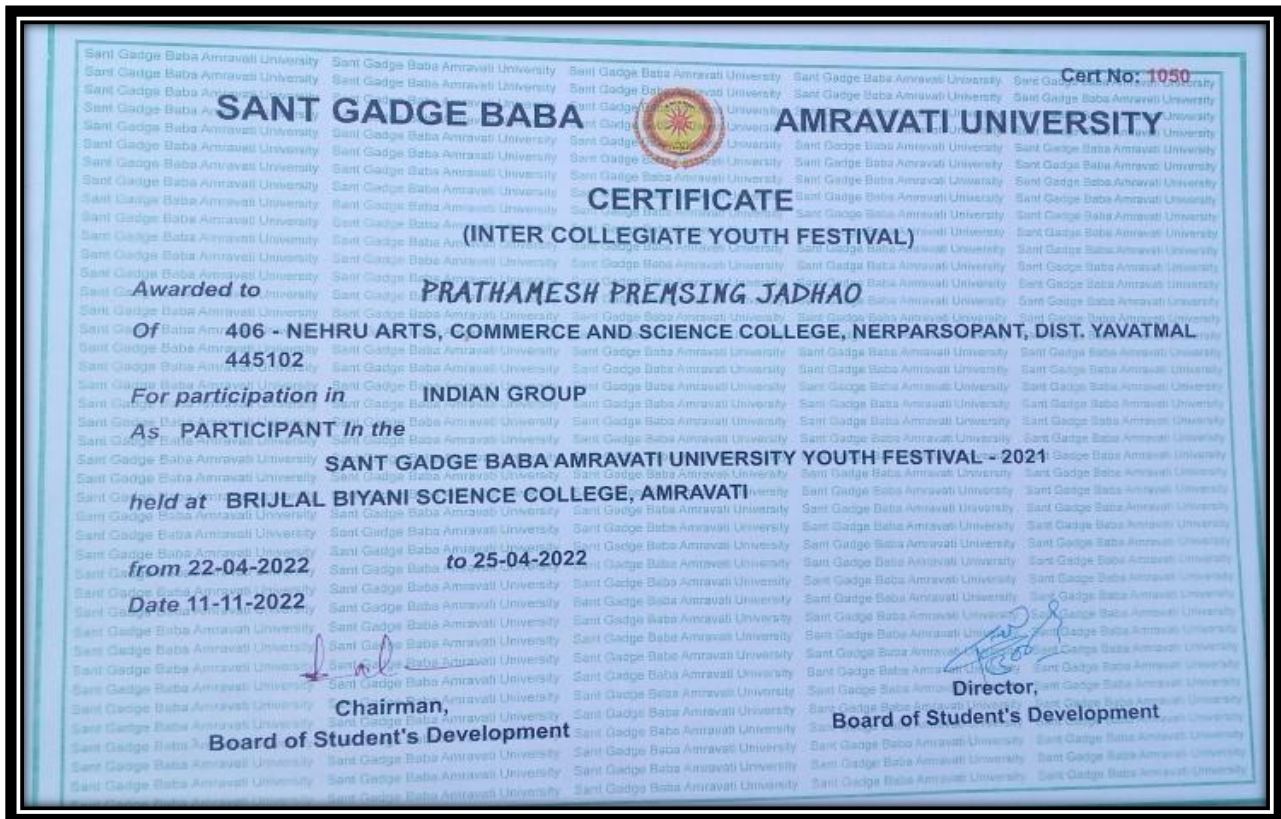 Cert No: 1050
SANT GADGE BABA AMRAVATI UNIVERSITY
CERTIFICATE
(INTER COLLEGIATE YOUTH FESTIVAL)
Awarded to PRATHAMESH PREMSING JADHAO
Of 406 - NEHRU ARTS, COMMERCE AND SCIENCE COLLEGE, NERPARSOPANT, DIST. YAVATMAL
445102
For participation in INDIAN GROUP
As PARTICIPANT In the
SANT GADGE BABA AMRAVATI UNIVERSITY YOUTH FESTIVAL - 2021
held at BRIJLAL BIYANI SCIENCE COLLEGE, AMRAVATI
from 22-04-2022 to 25-04-2022
Date 11-11-2022
Chairman,
Board of Student's Development
Director,
Board of Student's Development